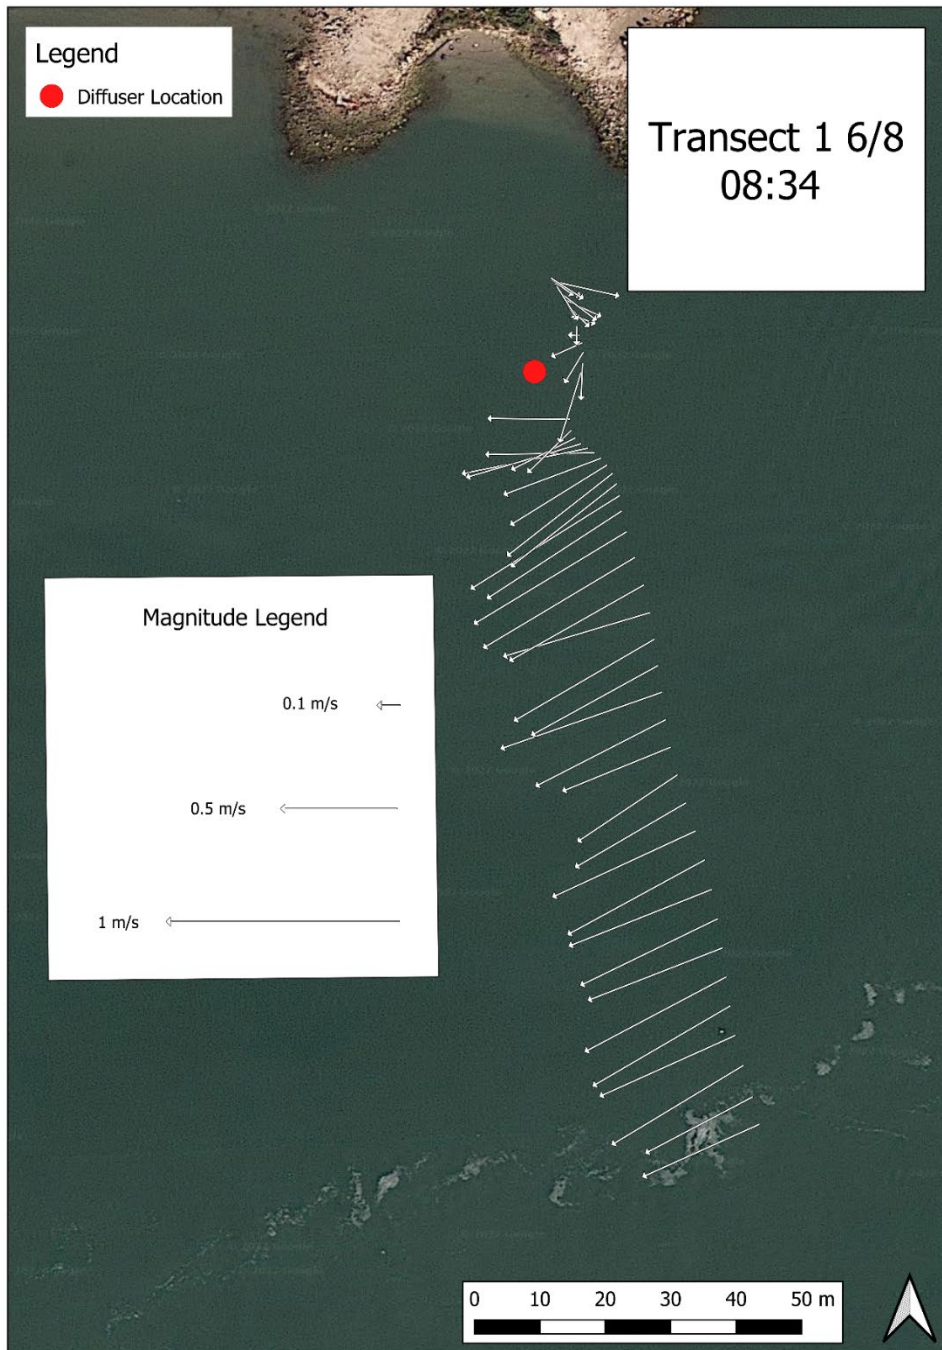 Legend
Diffuser Location
Transect 1 6/8
08:34
Magnitude Legend
0.1 m/s
0.5 m/s
1 m/s
0 10 20 30 40 50 m